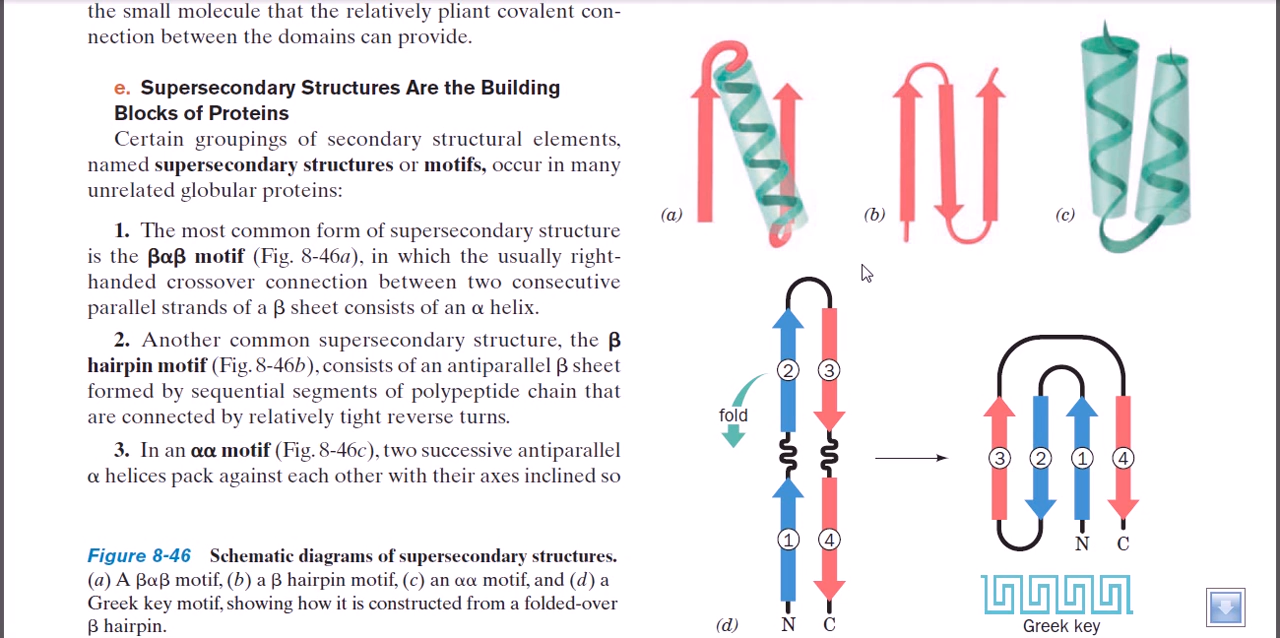 the small molecule that the relatively pliant covalent con-
nection between the domains can provide.
e. Supersecondary Structures Are the Building
Blocks of Proteins
Certain groupings of secondary structural elements,
named supersecondary structures or motifs, occur in many
unrelated globular proteins:
1. The most common form of supersecondary structure
is the βαβ motif (Fig. 8-46a), in which the usually right-
handed crossover connection between two consecutive
parallel strands of a β sheet consists of an α helix.
2. Another common supersecondary structure, the β
hairpin motif (Fig. 8-46b), consists of an antiparallel β sheet
formed by sequential segments of polypeptide chain that
are connected by relatively tight reverse turns.
3. In an αα motif (Fig. 8-46c), two successive antiparallel
α helices pack against each other with their axes inclined so
Figure 8-46 Schematic diagrams of supersecondary structures.
(a) A βαβ motif, (b) a β hairpin motif, (c) an αα motif, and (d) a
Greek key motif, showing how it is constructed from a folded-over
β hairpin.
(a)
(b)
(c)
2 3
fold
1 4
(d) N C
3 2 1 4
N C
Greek key